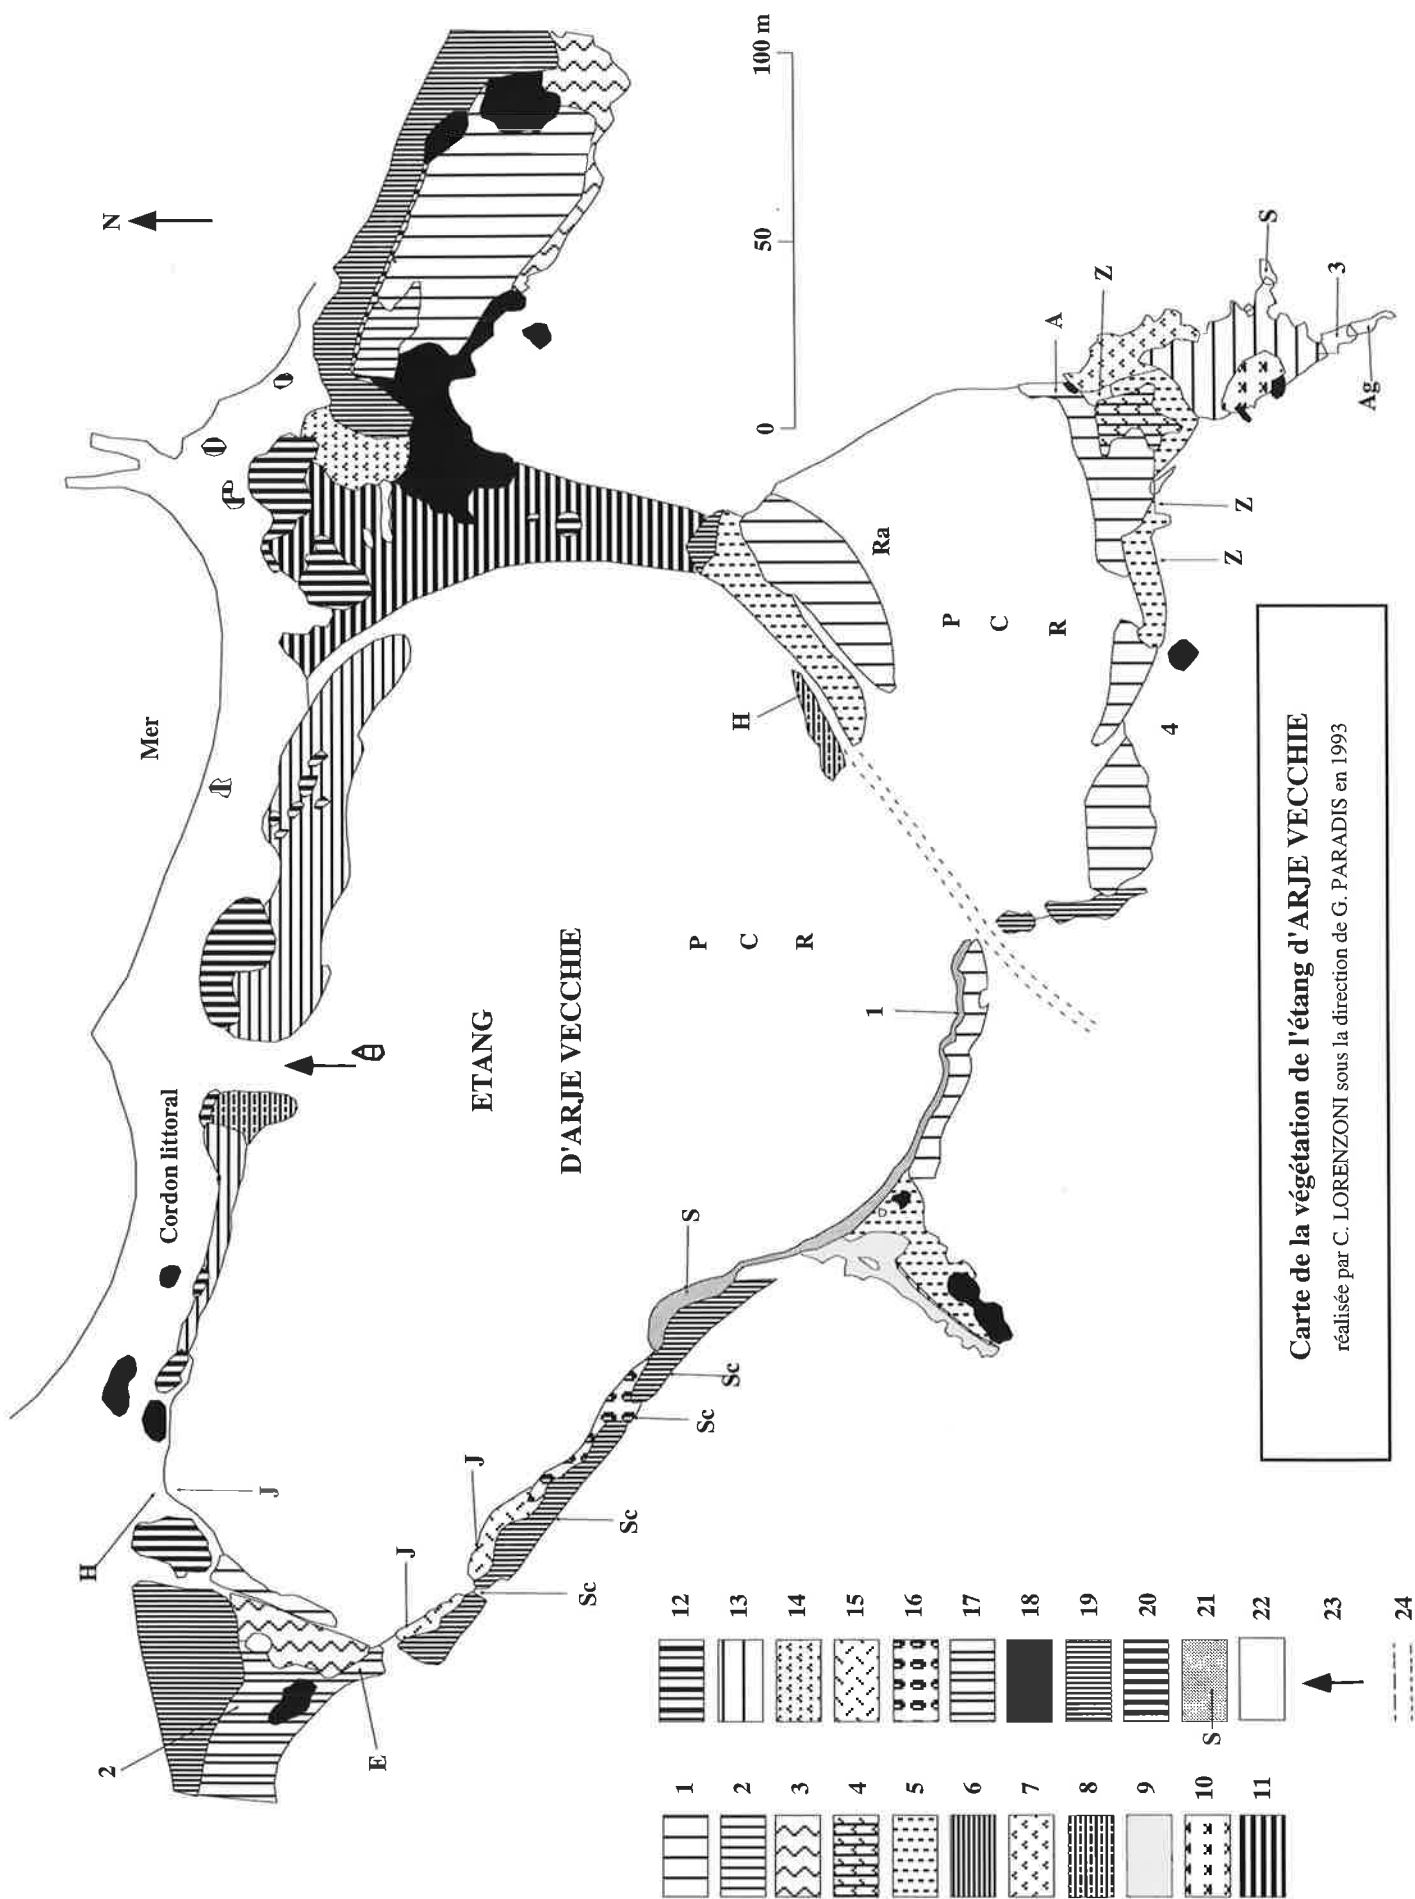 N
Mer
Cordon littoral
H
J
2
E
J
J
ETANG
D'ARJE VECCHIE
S
Sc
Sc
Sc
Sc
P
C
R
H
Ra
P
C
R
0
50
100 m
A
Z
Z
Z
S
3
Ag
4
1
Carte de la végétation de l'étang d'ARJE VECCHIE
réalisée par C. LORENZONI sous la direction de G. PARADIS en 1993
1
2
3
4
5
6
7
8
9
10
11
12
13
14
15
16
17
18
19
20
S
21
22
23
24